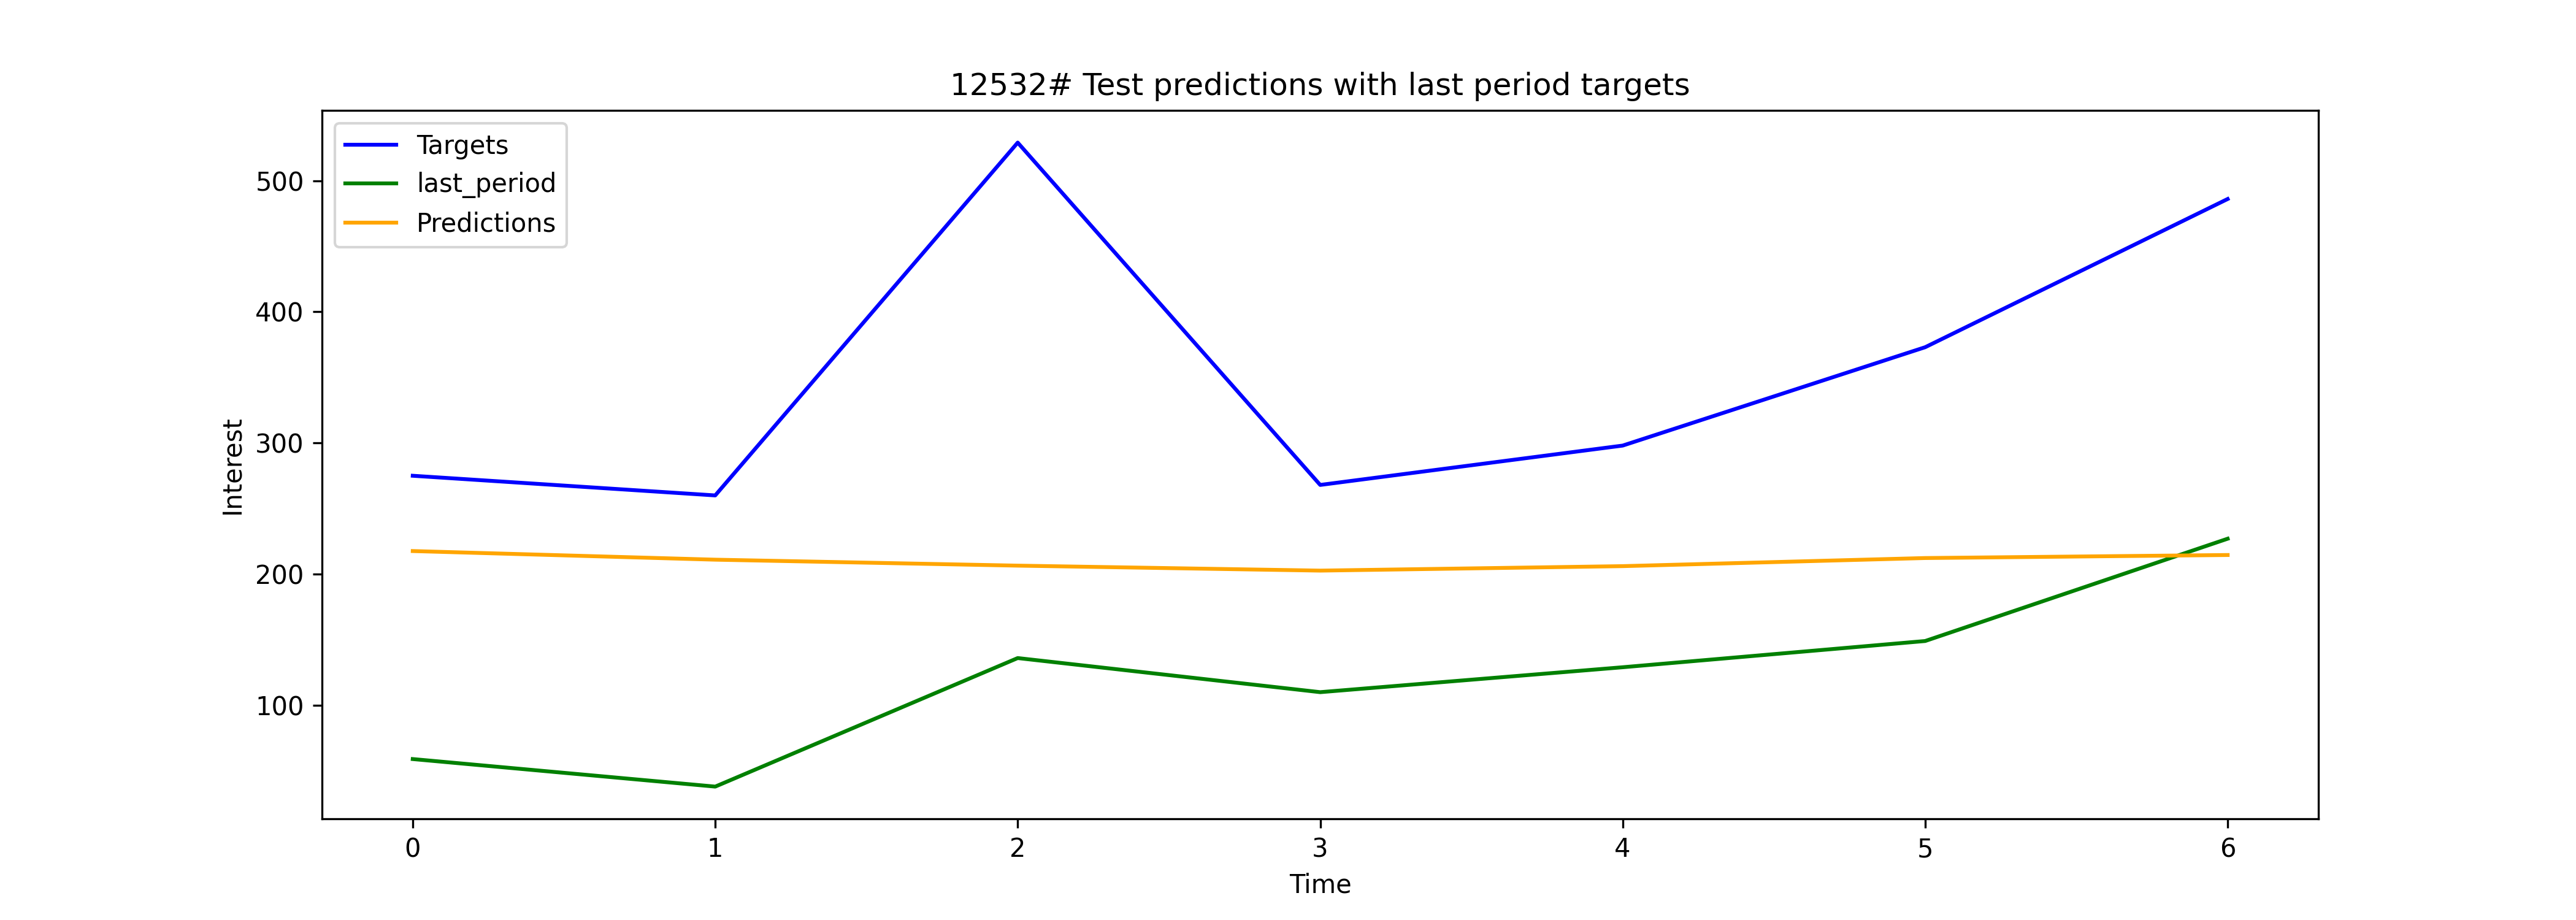 12532# Test predictions with last period targets
Targets
last_period
Predictions
500
400
300
200
100
Interest
0 1 2 3 4 5 6
Time